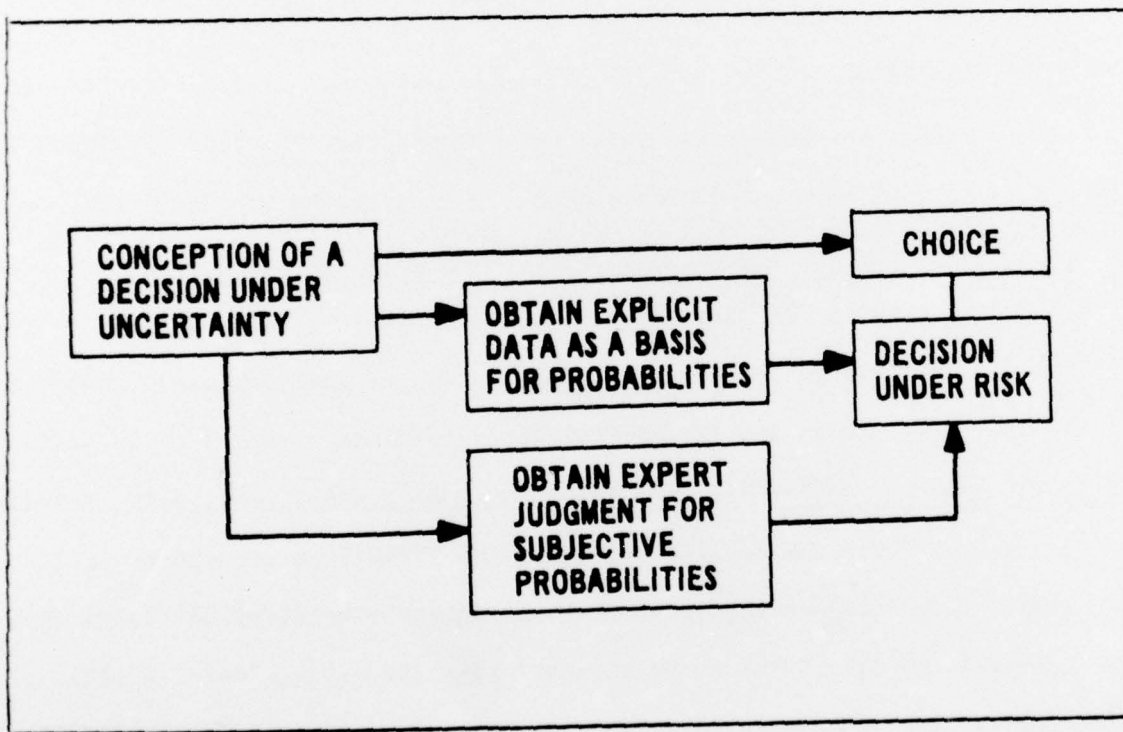 CONCEPTION OF A
DECISION UNDER
UNCERTAINTY
CHOICE
OBTAIN EXPLICIT
DATA AS A BASIS
FOR PROBABILITIES
DECISION
UNDER RISK
OBTAIN EXPERT
JUDGMENT FOR
SUBJECTIVE
PROBABILITIES